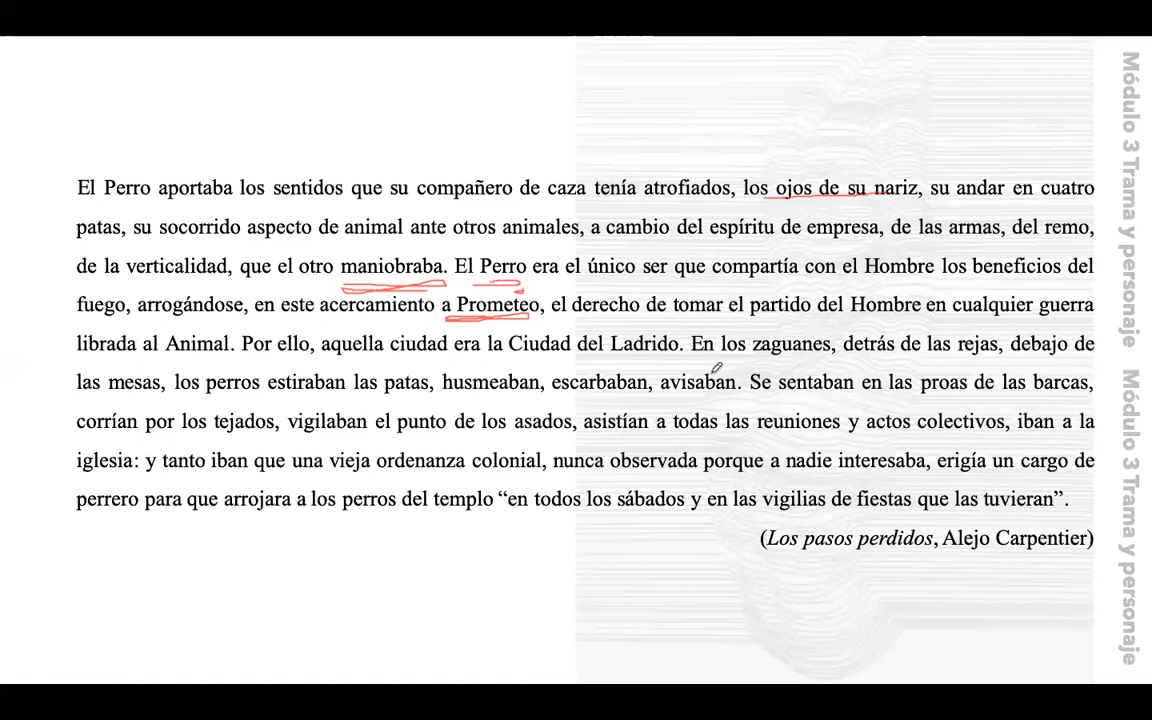 El Perro aportaba los sentidos que su compañero de caza tenía atrofiados, los ojos de su nariz, su andar en cuatro
patas, su socorrido aspecto de animal ante otros animales, a cambio del espíritu de empresa, de las armas, del remo,
de la verticalidad, que el otro maniobraba. El Perro era el único ser que compartía con el Hombre los beneficios del
fuego, arrogándose, en este acercamiento a Prometeo, el derecho de tomar el partido del Hombre en cualquier guerra
librada al Animal. Por ello, aquella ciudad era la Ciudad del Ladrido. En los zaguanes, detrás de las rejas, debajo de
las mesas, los perros estiraban las patas, husmeaban, escarbaban, avisaban. Se sentaban en las proas de las barcas,
corrían por los tejados, vigilaban el punto de los asados, asistían a todas las reuniones y actos colectivos, iban a la
iglesia: y tanto iban que una vieja ordenanza colonial, nunca observada porque a nadie interesaba, erigía un cargo de
perrero para que arrojara a los perros del templo “en todos los sábados y en las vigilias de fiestas que las tuvieran”.
(Los pasos perdidos, Alejo Carpentier)
Módulo 3 Trama y personaje
Módulo 3 Trama y personaje